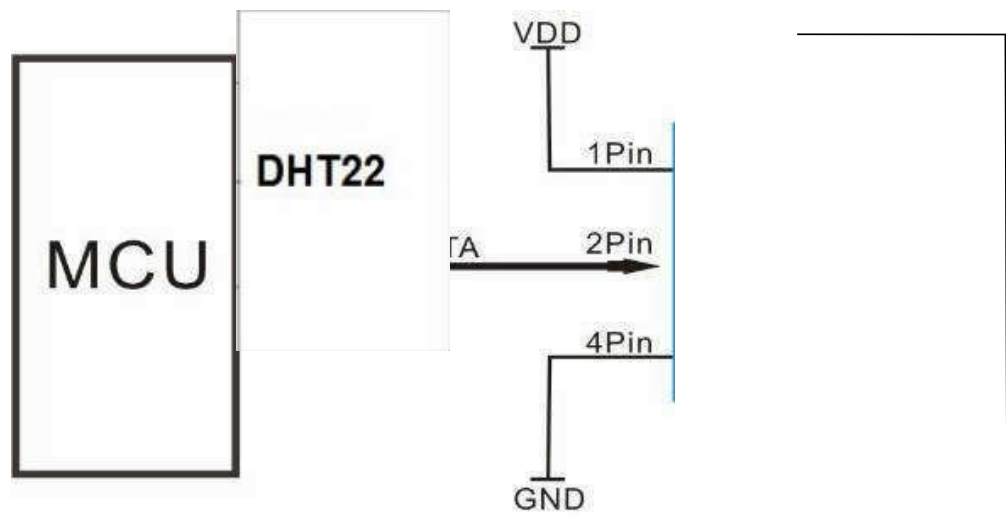 VDD
1Pin
DHT22
MCU
TA
2Pin
4Pin
GND